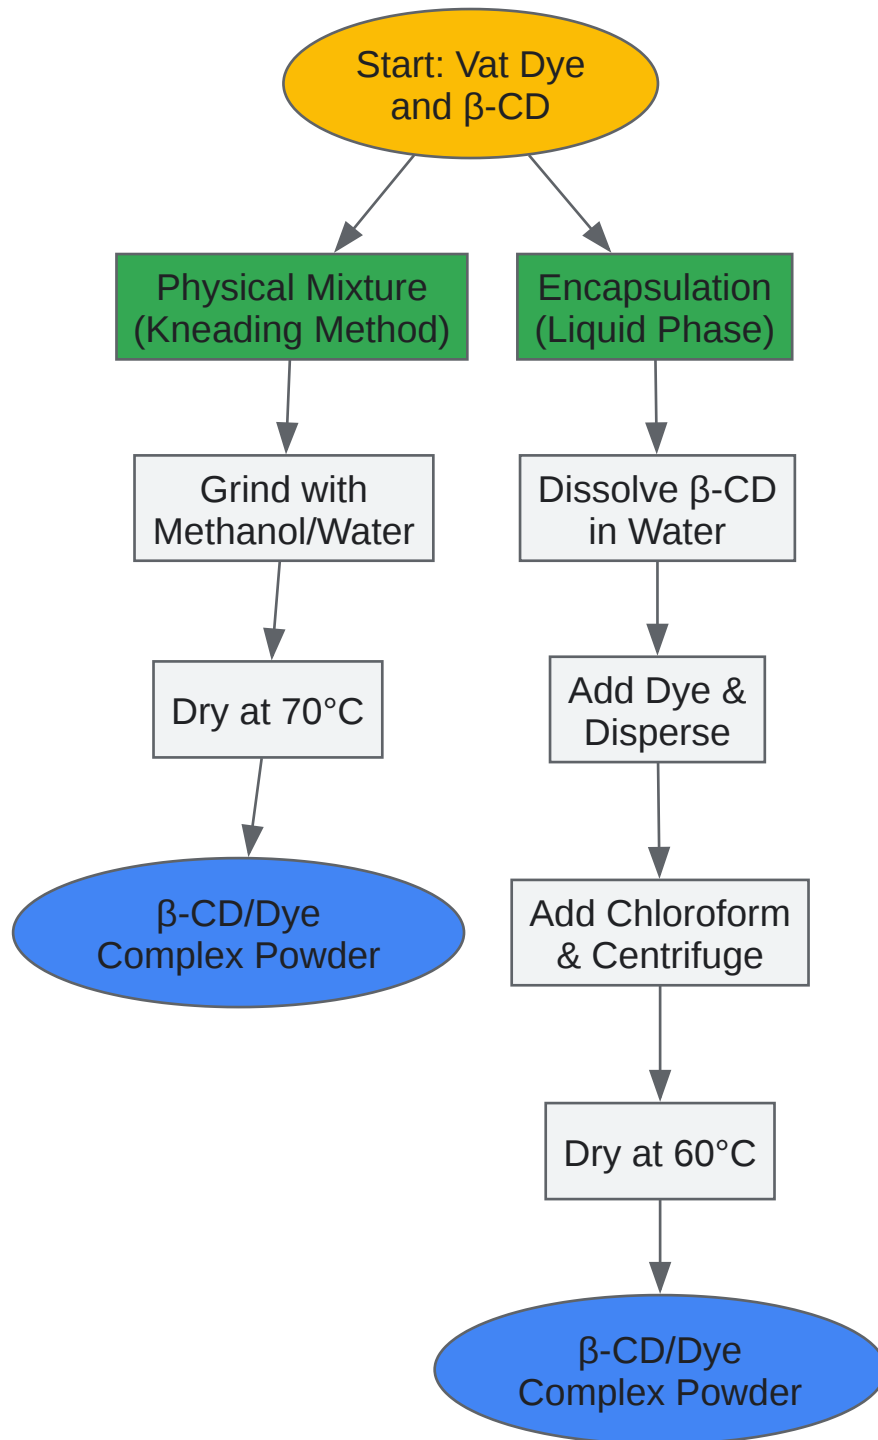 Start: Vat Dye
and β-CD
Physical Mixture
(Kneading Method)
Encapsulation
(Liquid Phase)
Grind with
Methanol/Water
Dissolve β-CD
in Water
Dry at 70°C
Add Dye &
Disperse
β-CD/Dye
Complex Powder
Add Chloroform
& Centrifuge
Dry at 60°C
β-CD/Dye
Complex Powder